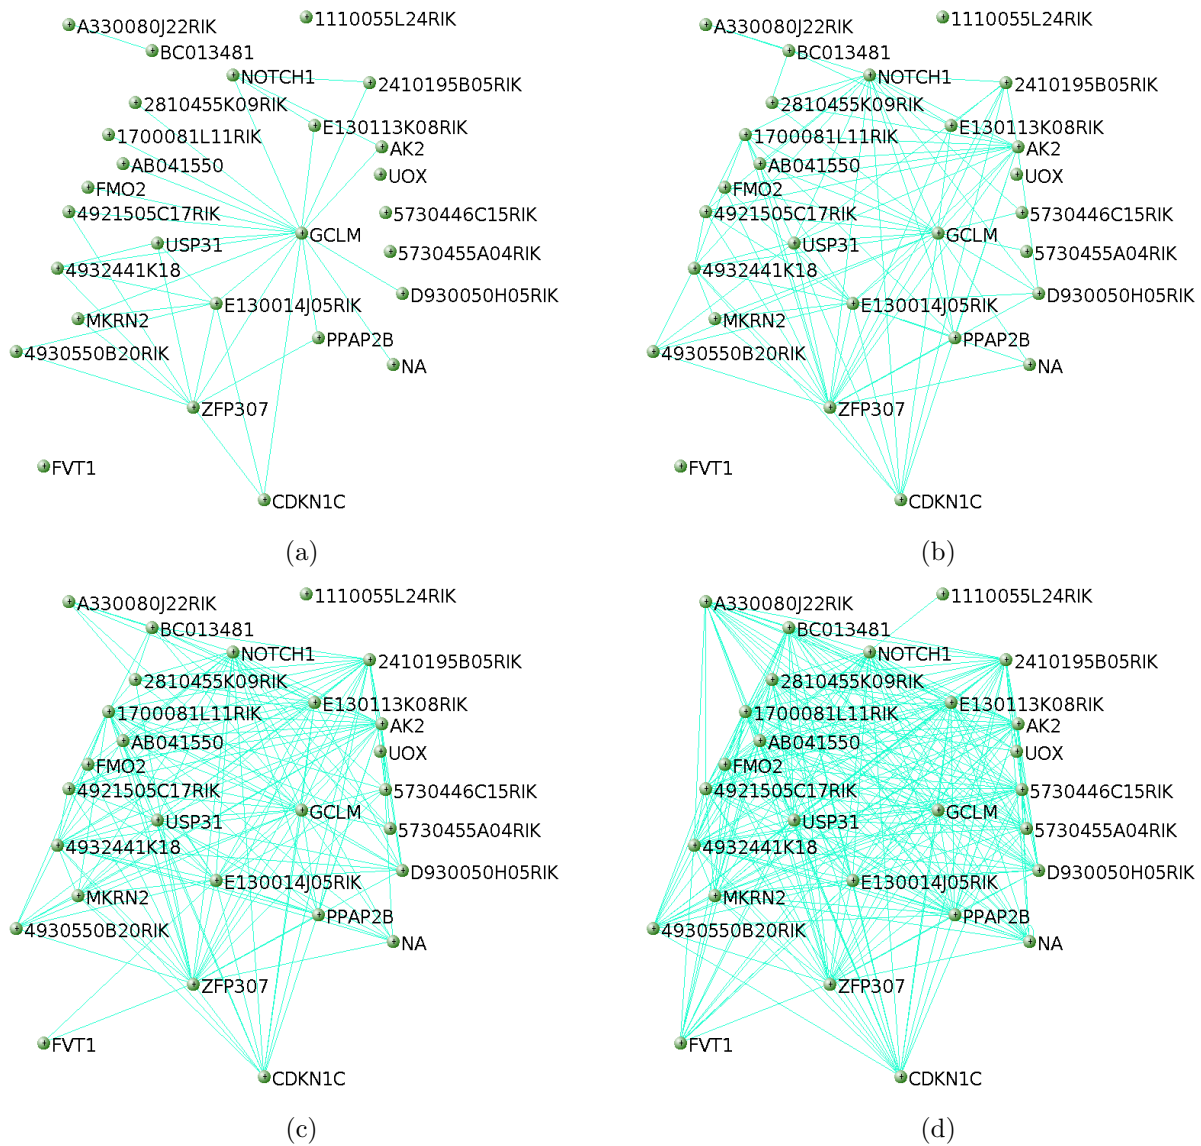 A330080J22RIK
1110055L24RIK
BC013481
NOTCH1
2410195B05RIK
2810455K09RIK
E130113K08RIK
1700081L11RIK
AK2
AB041550
UOX
FMO2
4921505C17RIK
5730446C15RIK
GCLM
USP31
5730455A04RIK
4932441K18
D930050H05RIK
E130014J05RIK
MKRN2
PPAP2B
4930550B20RIK
NA
ZFP307
FVT1
CDKN1C
(a)
A330080J22RIK
1110055L24RIK
BC013481
NOTCH1
2410195B05RIK
2810455K09RIK
E130113K08RIK
1700081L11RIK
AK2
AB041550
UOX
FMO2
4921505C17RIK
5730446C15RIK
GCLM
USP31
5730455A04RIK
4932441K18
D930050H05RIK
E130014J05RIK
MKRN2
PPAP2B
4930550B20RIK
NA
ZFP307
FVT1
CDKN1C
(b)
A330080J22RIK
1110055L24RIK
BC013481
NOTCH1
2410195B05RIK
2810455K09RIK
E130113K08RIK
1700081L11RIK
AK2
AB041550
UOX
FMO2
4921505C17RIK
5730446C15RIK
GCLM
USP31
5730455A04RIK
4932441K18
D930050H05RIK
E130014J05RIK
MKRN2
PPAP2B
4930550B20RIK
NA
ZFP307
FVT1
CDKN1C
(c)
A330080J22RIK
1110055L24RIK
BC013481
NOTCH1
2410195B05RIK
2810455K09RIK
E130113K08RIK
1700081L11RIK
AK2
AB041550
UOX
FMO2
4921505C17RIK
5730446C15RIK
GCLM
USP31
5730455A04RIK
4932441K18
D930050H05RIK
E130014J05RIK
MKRN2
PPAP2B
4930550B20RIK
NA
ZFP307
FVT1
CDKN1C
(d)